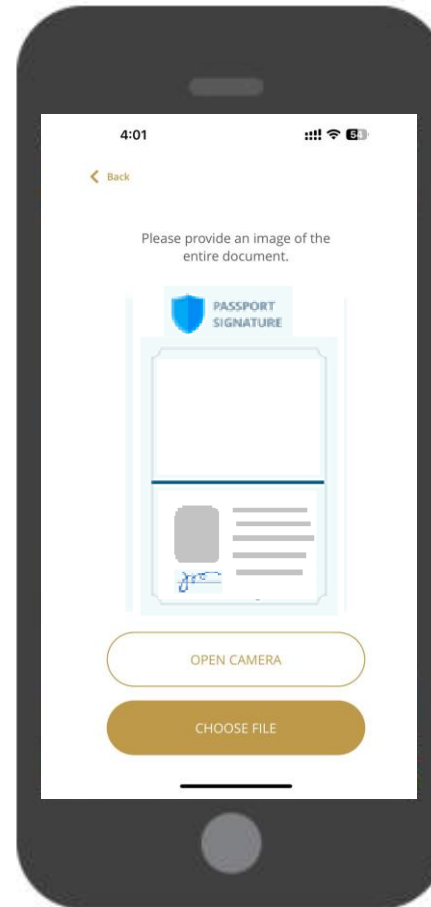 4:01
Back
Please provide an image of the
entire document.
PASSPORT
SIGNATURE
OPEN CAMERA
CHOOSE FILE